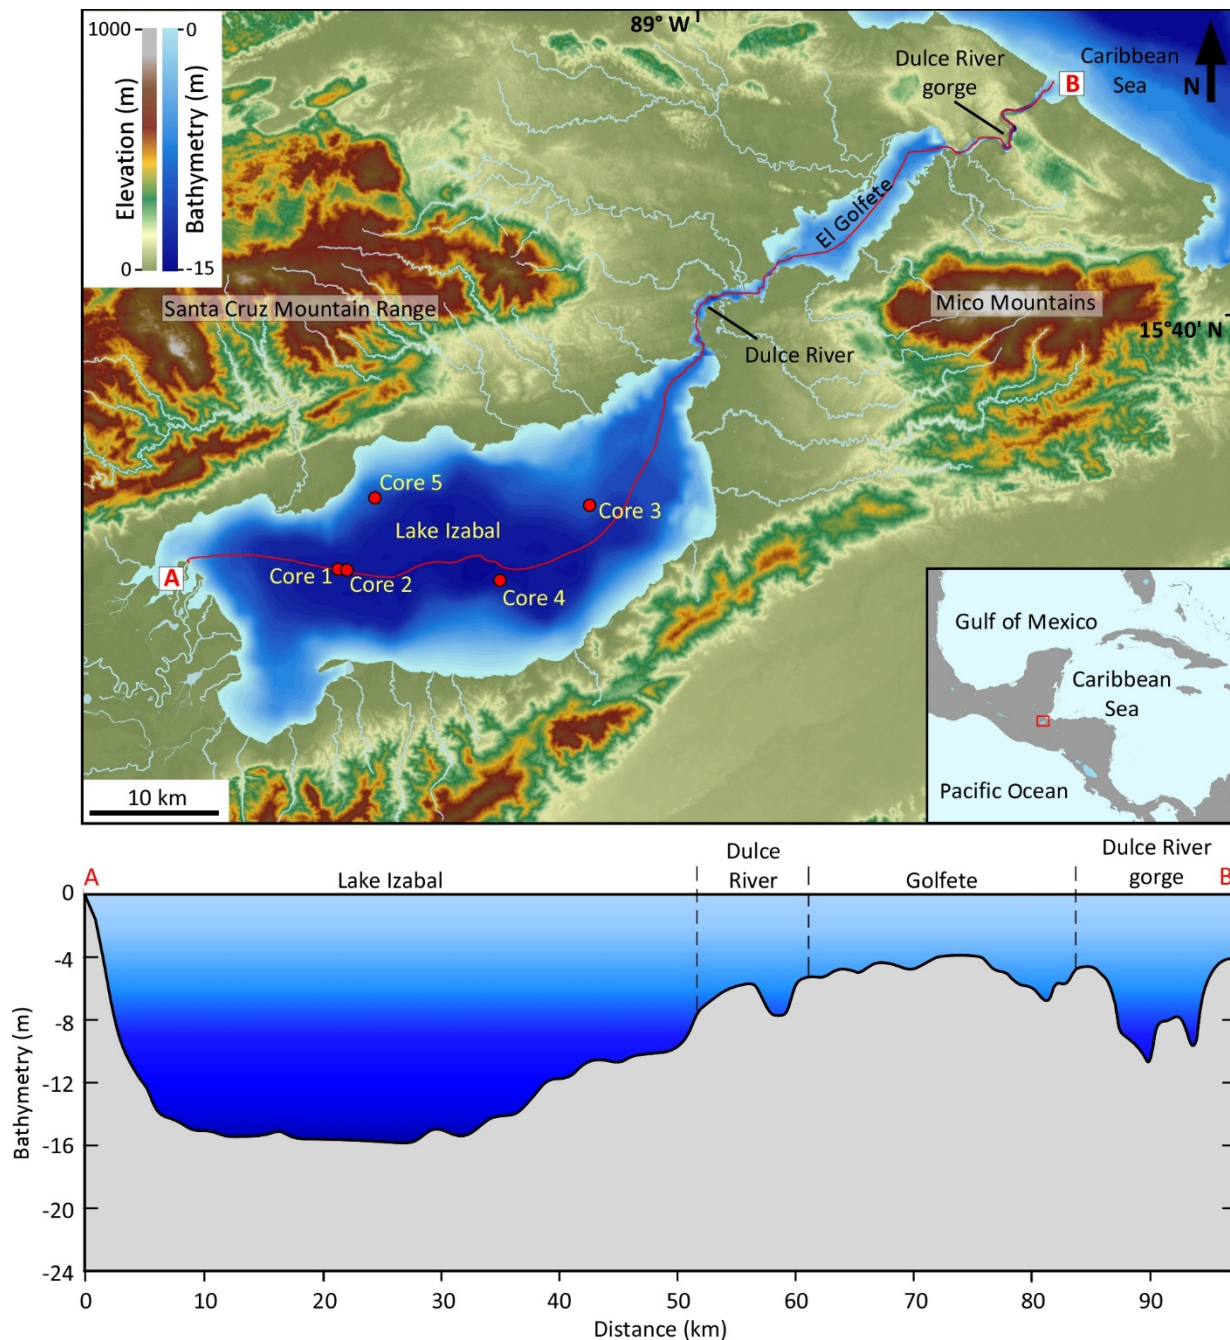 89° W
1000
0
Elevation (m)
0
-15
Bathymetry (m)
Dulce River
gorge
B
Caribbean
Sea
N
El Golfete
Santa Cruz Mountain Range
Mico Mountains
15°40' N
Dulce River
Core 5
Core 3
Lake Izabal
A
Core 1
Core 2
Core 4
Gulf of Mexico
Caribbean
Sea
Pacific Ocean
10 km
A
Lake Izabal
Dulce
River
Golfete
Dulce River
gorge
B
0
-4
-8
-12
-16
-20
-24
Bathymetry (m)
0 10 20 30 40 50 60 70 80 90
Distance (km)